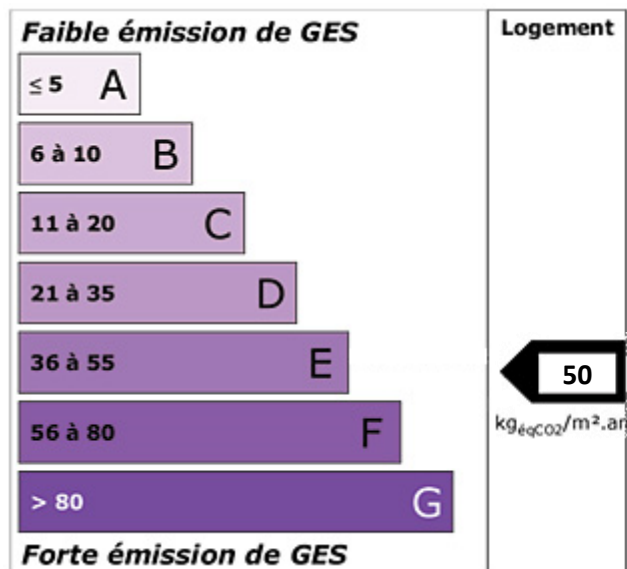 Faible émission de GES
≤ 5 A
6 à 10 B
11 à 20 C
21 à 35 D
36 à 55 E
56 à 80 F
> 80 G
Forte émission de GES
Logement
50
kgéqCO2/m².an